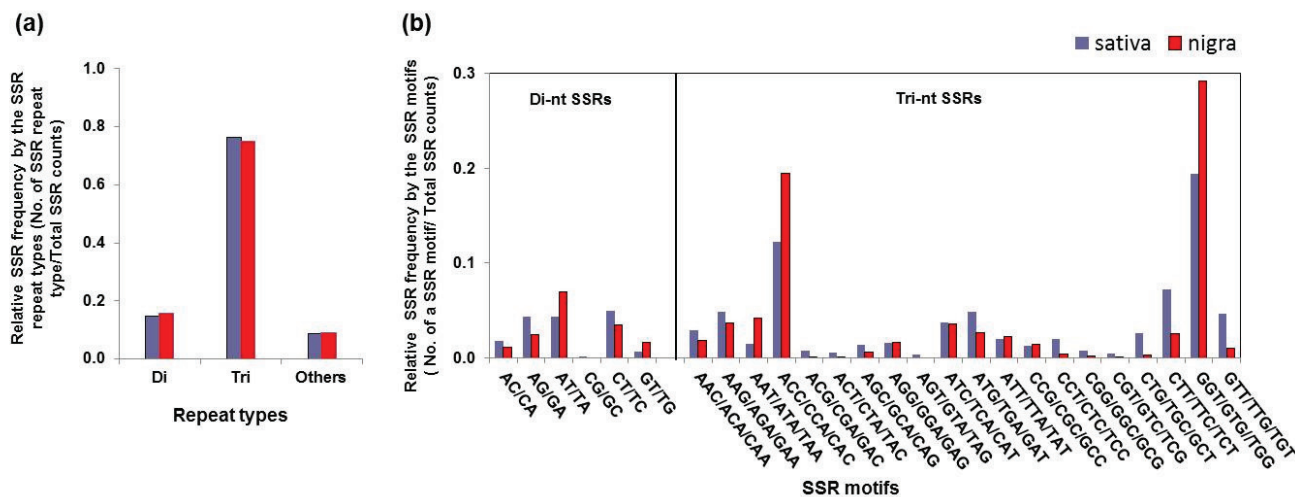 (a)
Relative SSR frequency by the SSR
repeat types (No. of SSR repeat
type/Total SSR counts)
1.0
0.8
0.6
0.4
0.2
0.0
Di
Tri
Others
Repeat types
(b)
sativa
nigra
Relative SSR frequency by the SSR motifs
( No. of a SSR motif/ Total SSR counts)
0.3
0.2
0.1
0.0
Di-nt SSRs
Tri-nt SSRs
AC/CA
AG/GA
AT/TA
CG/GC
CT/TC
GT/TG
AAC/ACA/CAA
AAG/AGA/GAA
AAT/ATA/TAA
ACC/CCA/CAC
ACG/CGA/GAC
ACT/CTA/TAC
AGC/GCA/CAG
AGG/GGA/GAG
AGT/GTA/TAG
ATC/TCA/CAT
ATG/TGA/GAT
ATT/TTA/TAT
CCG/CGC/GCC
CCT/CTC/TCC
CGG/GGC/GCG
CGT/GTC/TCG
CTG/TGC/GCT
CTT/TTC/TCT
GGT/GTG/TGG
GTT/TTG/TGT
SSR motifs